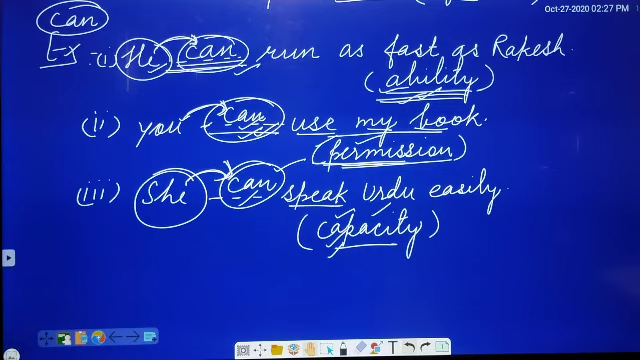 Oct-27-2020 02:27 PM
can
Ex -: (i) He can run as fast as Rakesh.
(ability)
(ii) you can use my book.
(permission)
(iii) She can speak Urdu easily.
(capacity)
T